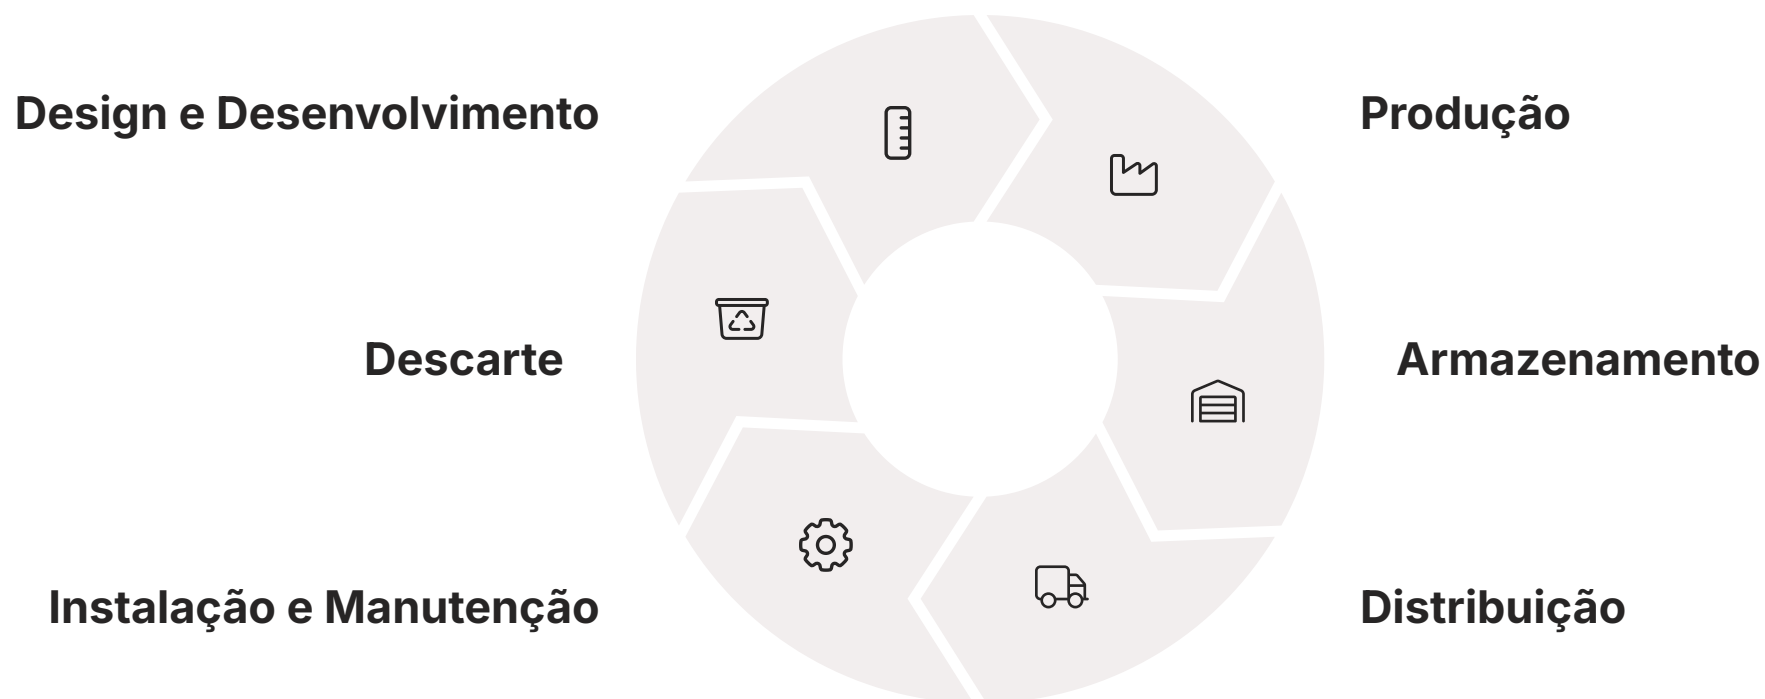 Design e Desenvolvimento
Produção
Descarte
Armazenamento
Instalação e Manutenção
Distribuição